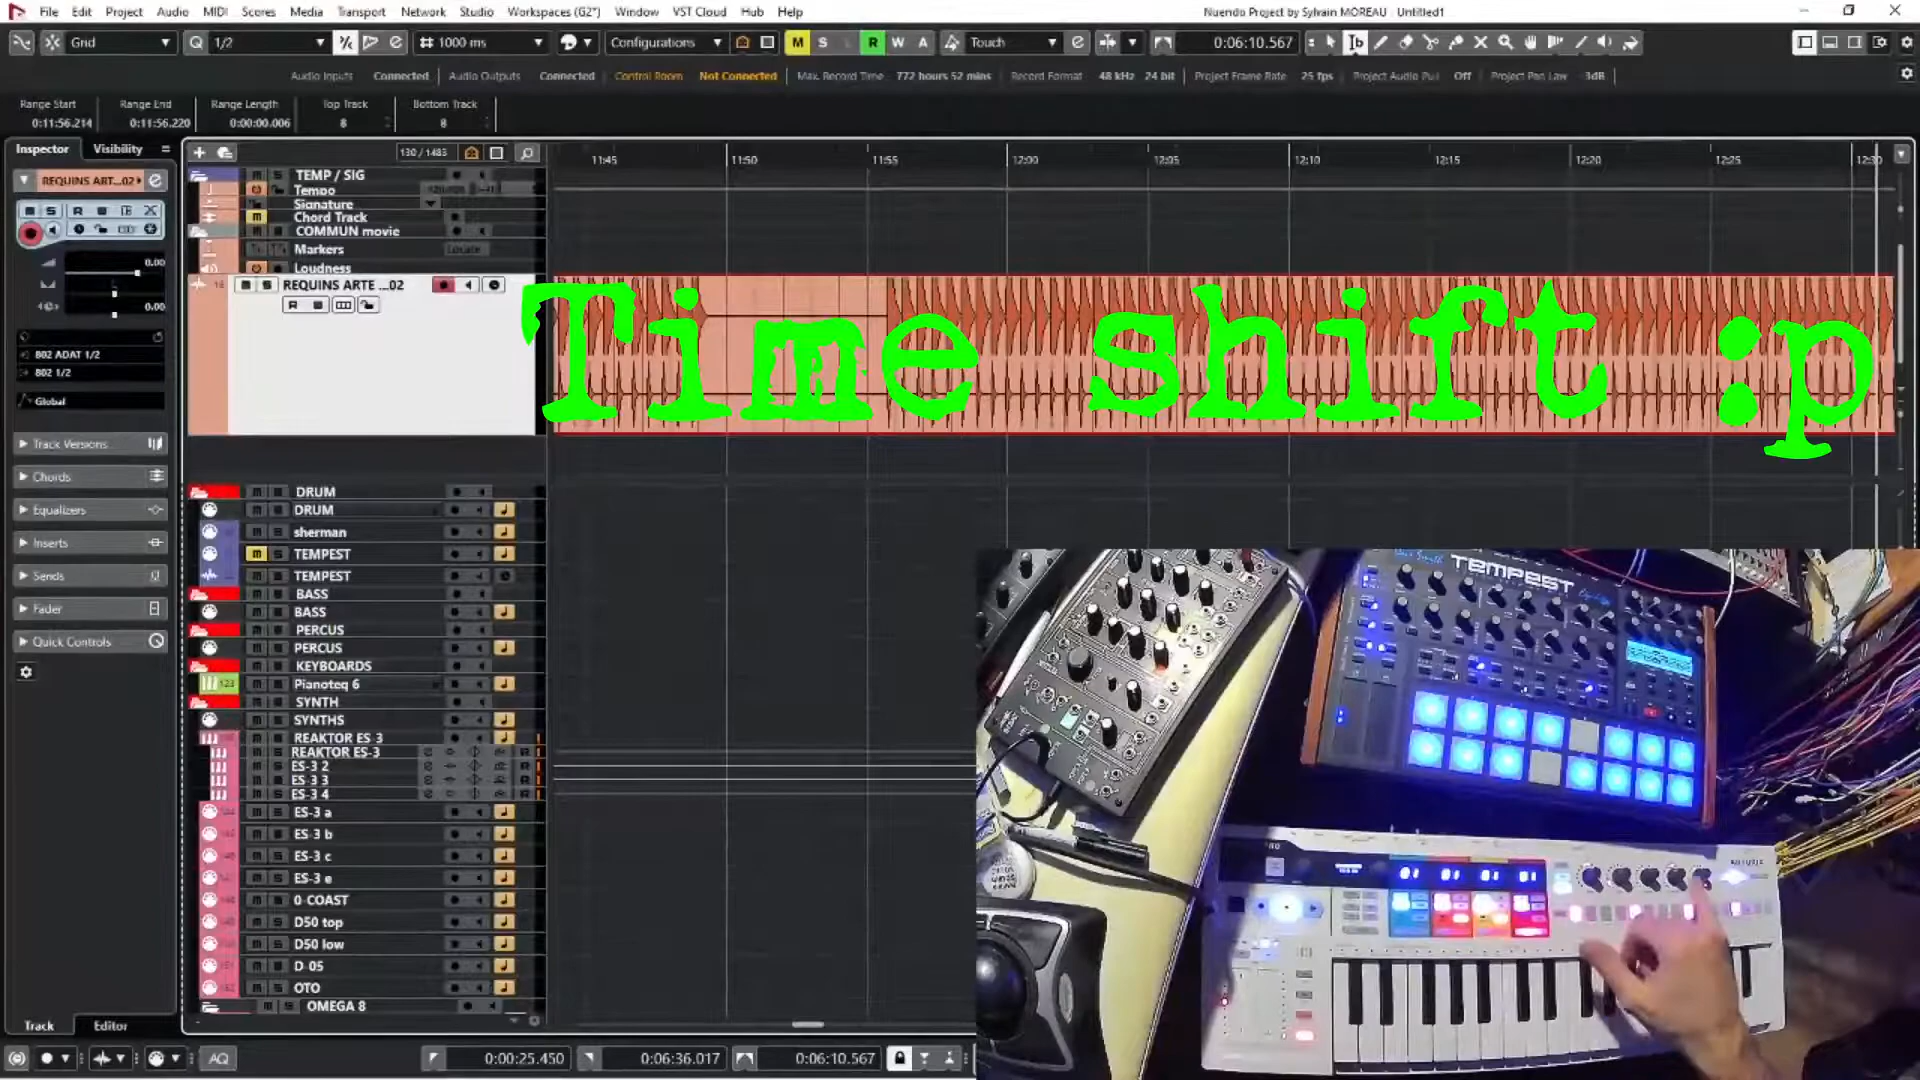 File Edit Project Audio MIDI Scores Media Transport Network Studio Workspaces (G2*) Window VST Cloud Hub Help
Nuendo Project by Sylvain MOREAU - Untitled1
Grid Q 1/2 1000 ms Configurations M S R W A Touch 0:06:10.567
Audio Inputs Connected Audio Outputs Connected Control Room Not Connected Max. Record Time 772 hours 52 mins Record Format 48 kHz 24 bit Project Frame Rate 25 fps Project Audio Pull Off Project Pan Law -3dB
Range Start Range End Range Length Top Track Bottom Track
0:11:56.214 0:11:56.220 0:00:00.006 8 8
Inspector Visibility
130 / 1483
11:45 11:50 11:55 12:00 12:05 12:10 12:15 12:20 12:25 12:30
REQUINS ART...02
0.00
0.00
802 ADAT 1/2
802 1/2
Global
Track Versions
Chords
Equalizers
Inserts
Sends
Fader
Quick Controls
Track Editor
TEMP / SIG
Tempo
Signature
Chord Track
COMMUN movie
Markers Locate
Loudness
REQUINS ARTE ...02
Time shift :p
DRUM
DRUM
sherman
TEMPEST
TEMPEST
BASS
BASS
PERCUS
PERCUS
KEYBOARDS
Pianoteq 6
SYNTH
SYNTHS
REAKTOR ES-3
REAKTOR ES-3
ES-3 2
ES-3 3
ES-3 4
ES-3 a
ES-3 b
ES-3 c
ES-3 e
0-COAST
D50 top
D50 low
D-05
OTO
OMEGA 8
TEMPEST
ARTURIA
AQ 0:00:25.450 0:06:36.017 0:06:10.567